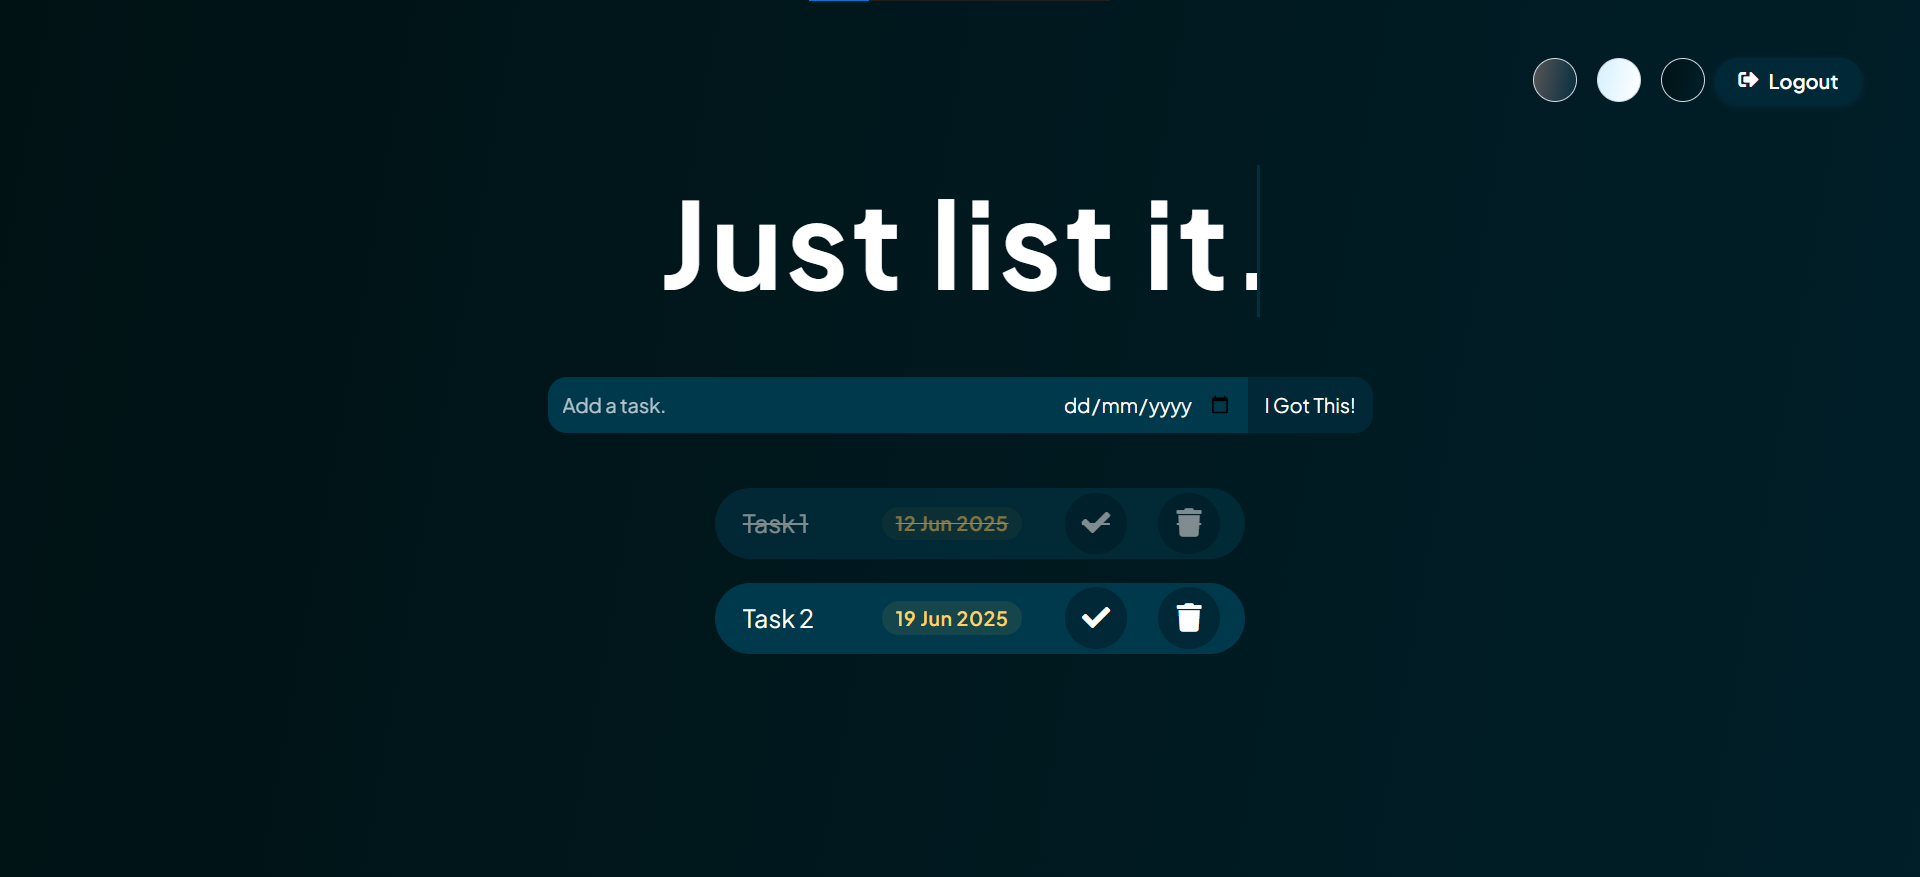 Logout
Just list it.
Add a task. dd/mm/yyyy I Got This!
Task 1 12 Jun 2025
Task 2 19 Jun 2025